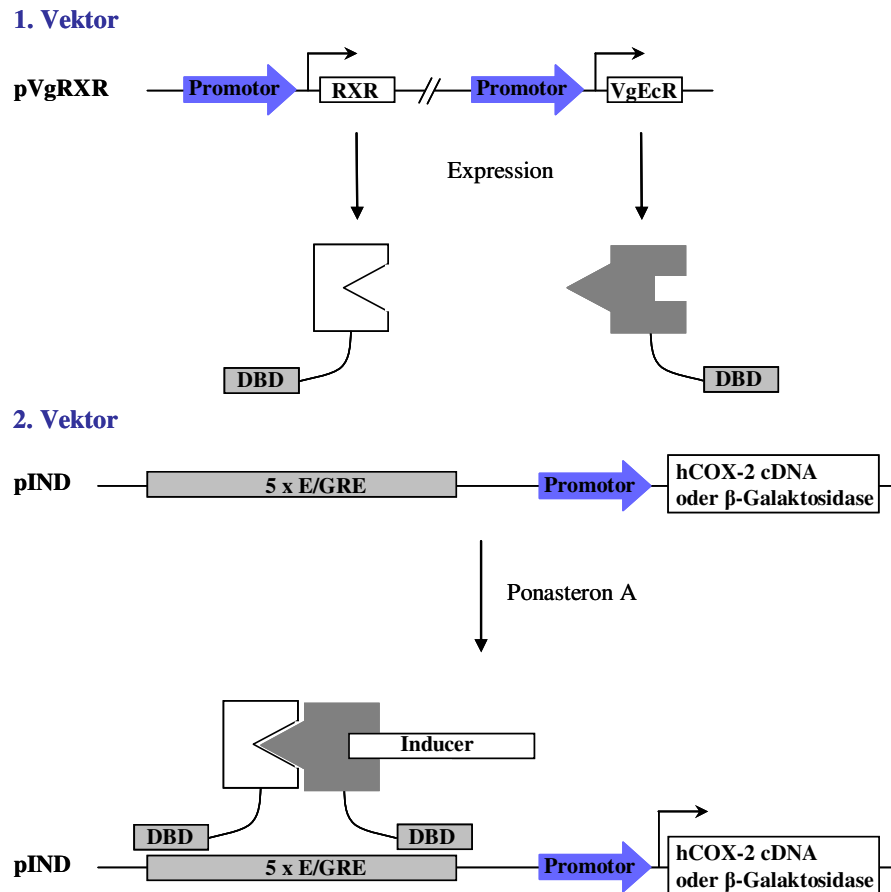 1. Vektor
pVgRXR
Promotor
RXR
Promotor
VgEcR
Expression
DBD
DBD
2. Vektor
pIND
5 x E/GRE
Promotor
hCOX-2 cDNA
oder β-Galaktosidase
Ponasteron A
Inducer
DBD
DBD
pIND
5 x E/GRE
Promotor
hCOX-2 cDNA
oder β-Galaktosidase